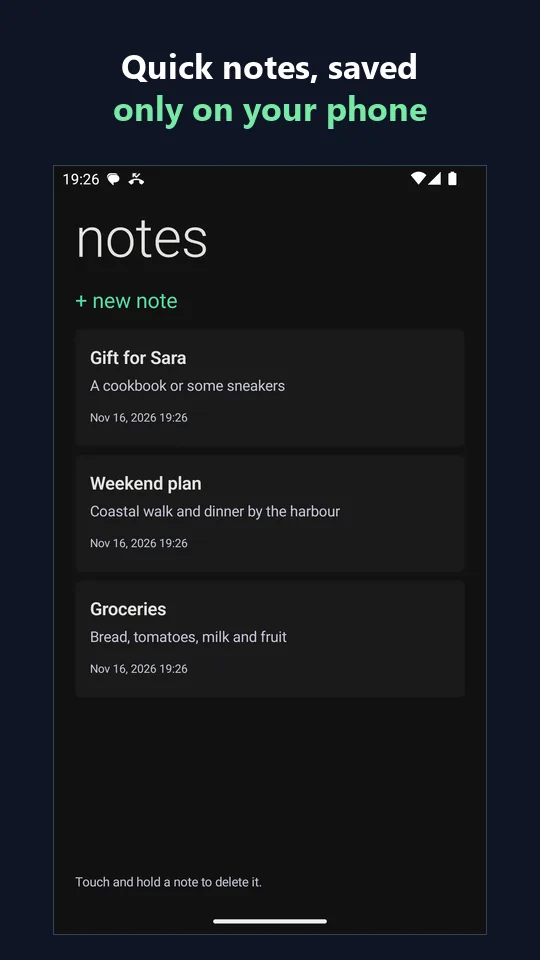 Quick notes, saved
only on your phone
19:26
notes
+ new note
Gift for Sara
A cookbook or some sneakers
Nov 16, 2026 19:26
Weekend plan
Coastal walk and dinner by the harbour
Nov 16, 2026 19:26
Groceries
Bread, tomatoes, milk and fruit
Nov 16, 2026 19:26
Touch and hold a note to delete it.